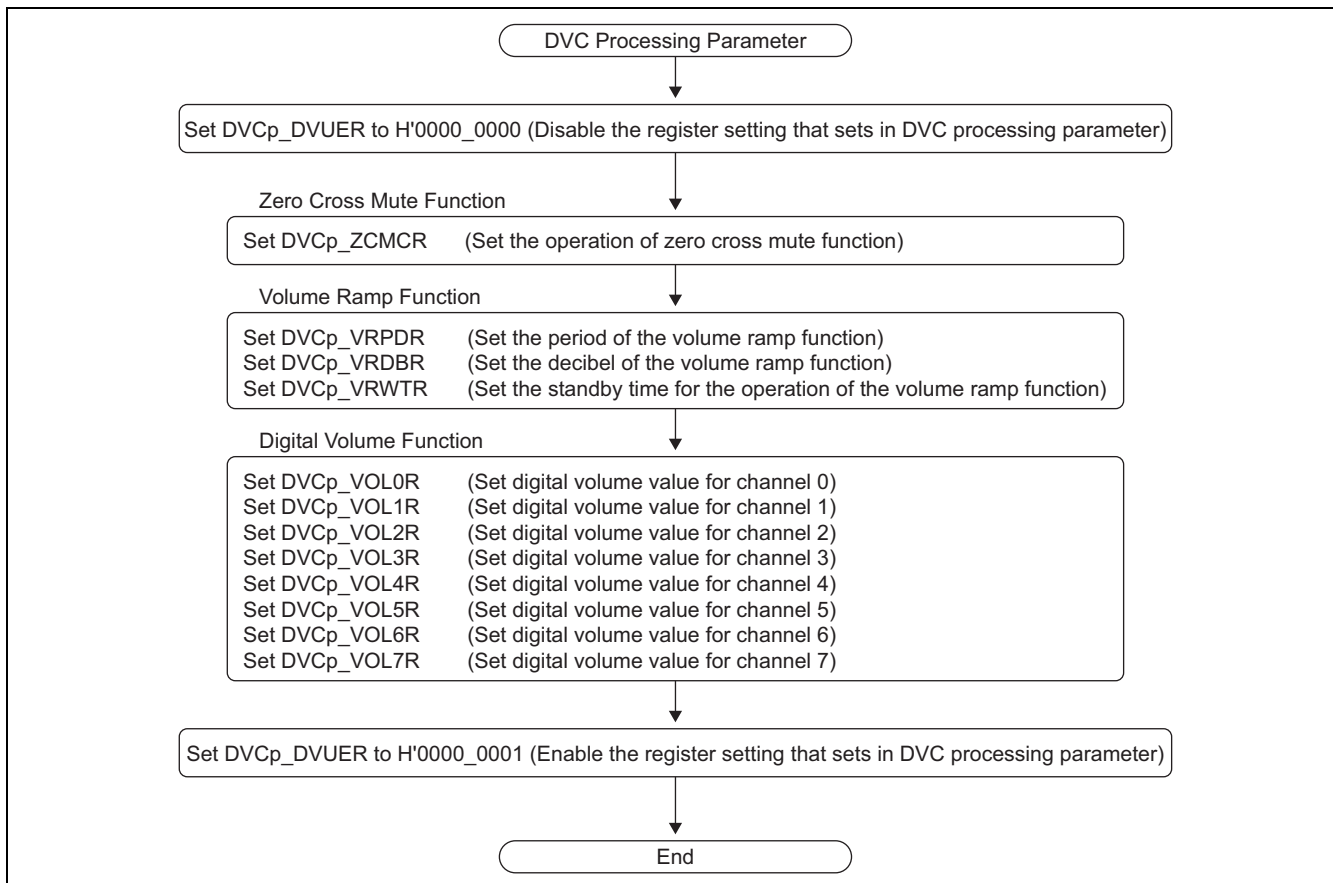 DVC Processing Parameter
Set DVCp_DVUER to H'0000_0000 (Disable the register setting that sets in DVC processing parameter)
Zero Cross Mute Function
Set DVCp_ZCMCR (Set the operation of zero cross mute function)
Volume Ramp Function
Set DVCp_VRPDR (Set the period of the volume ramp function)
Set DVCp_VRDBR (Set the decibel of the volume ramp function)
Set DVCp_VRWTR (Set the standby time for the operation of the volume ramp function)
Digital Volume Function
Set DVCp_VOL0R (Set digital volume value for channel 0)
Set DVCp_VOL1R (Set digital volume value for channel 1)
Set DVCp_VOL2R (Set digital volume value for channel 2)
Set DVCp_VOL3R (Set digital volume value for channel 3)
Set DVCp_VOL4R (Set digital volume value for channel 4)
Set DVCp_VOL5R (Set digital volume value for channel 5)
Set DVCp_VOL6R (Set digital volume value for channel 6)
Set DVCp_VOL7R (Set digital volume value for channel 7)
Set DVCp_DVUER to H'0000_0001 (Enable the register setting that sets in DVC processing parameter)
End